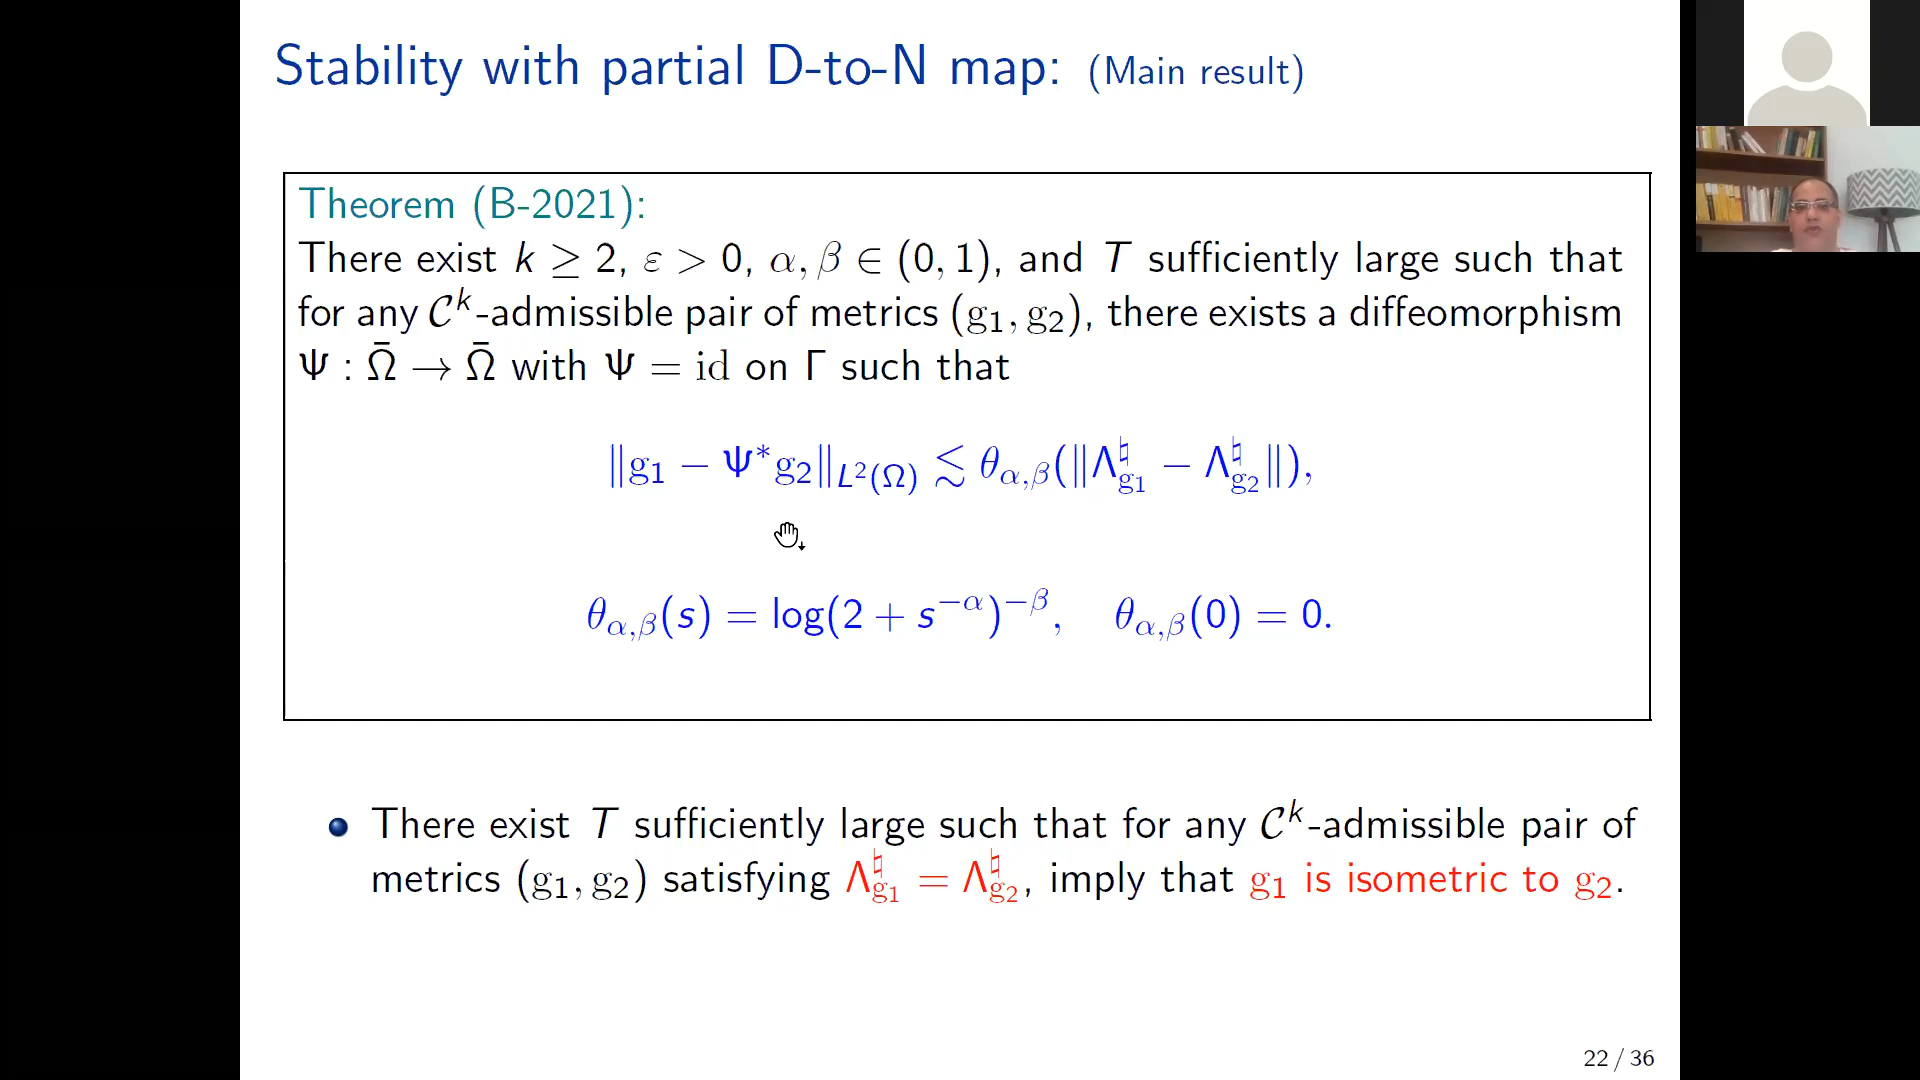 Stability with partial D-to-N map: (Main result)
Theorem (B-2021):
There exist k ≥ 2, ε > 0, α, β ∈ (0, 1), and T sufficiently large such that
for any 𝒞ᵏ-admissible pair of metrics (g₁, g₂), there exists a diffeomorphism
Ψ : Ω̄ → Ω̄ with Ψ = id on Γ such that
‖g₁ − Ψ*g₂‖_{L²(Ω)} ≲ θ_{α,β}(‖Λ^♮_{g₁} − Λ^♮_{g₂}‖),
θ_{α,β}(s) = log(2 + s^{−α})^{−β}, θ_{α,β}(0) = 0.
There exist T sufficiently large such that for any 𝒞ᵏ-admissible pair of
metrics (g₁, g₂) satisfying Λ^♮_{g₁} = Λ^♮_{g₂}, imply that g₁ is isometric to g₂.
22 / 36